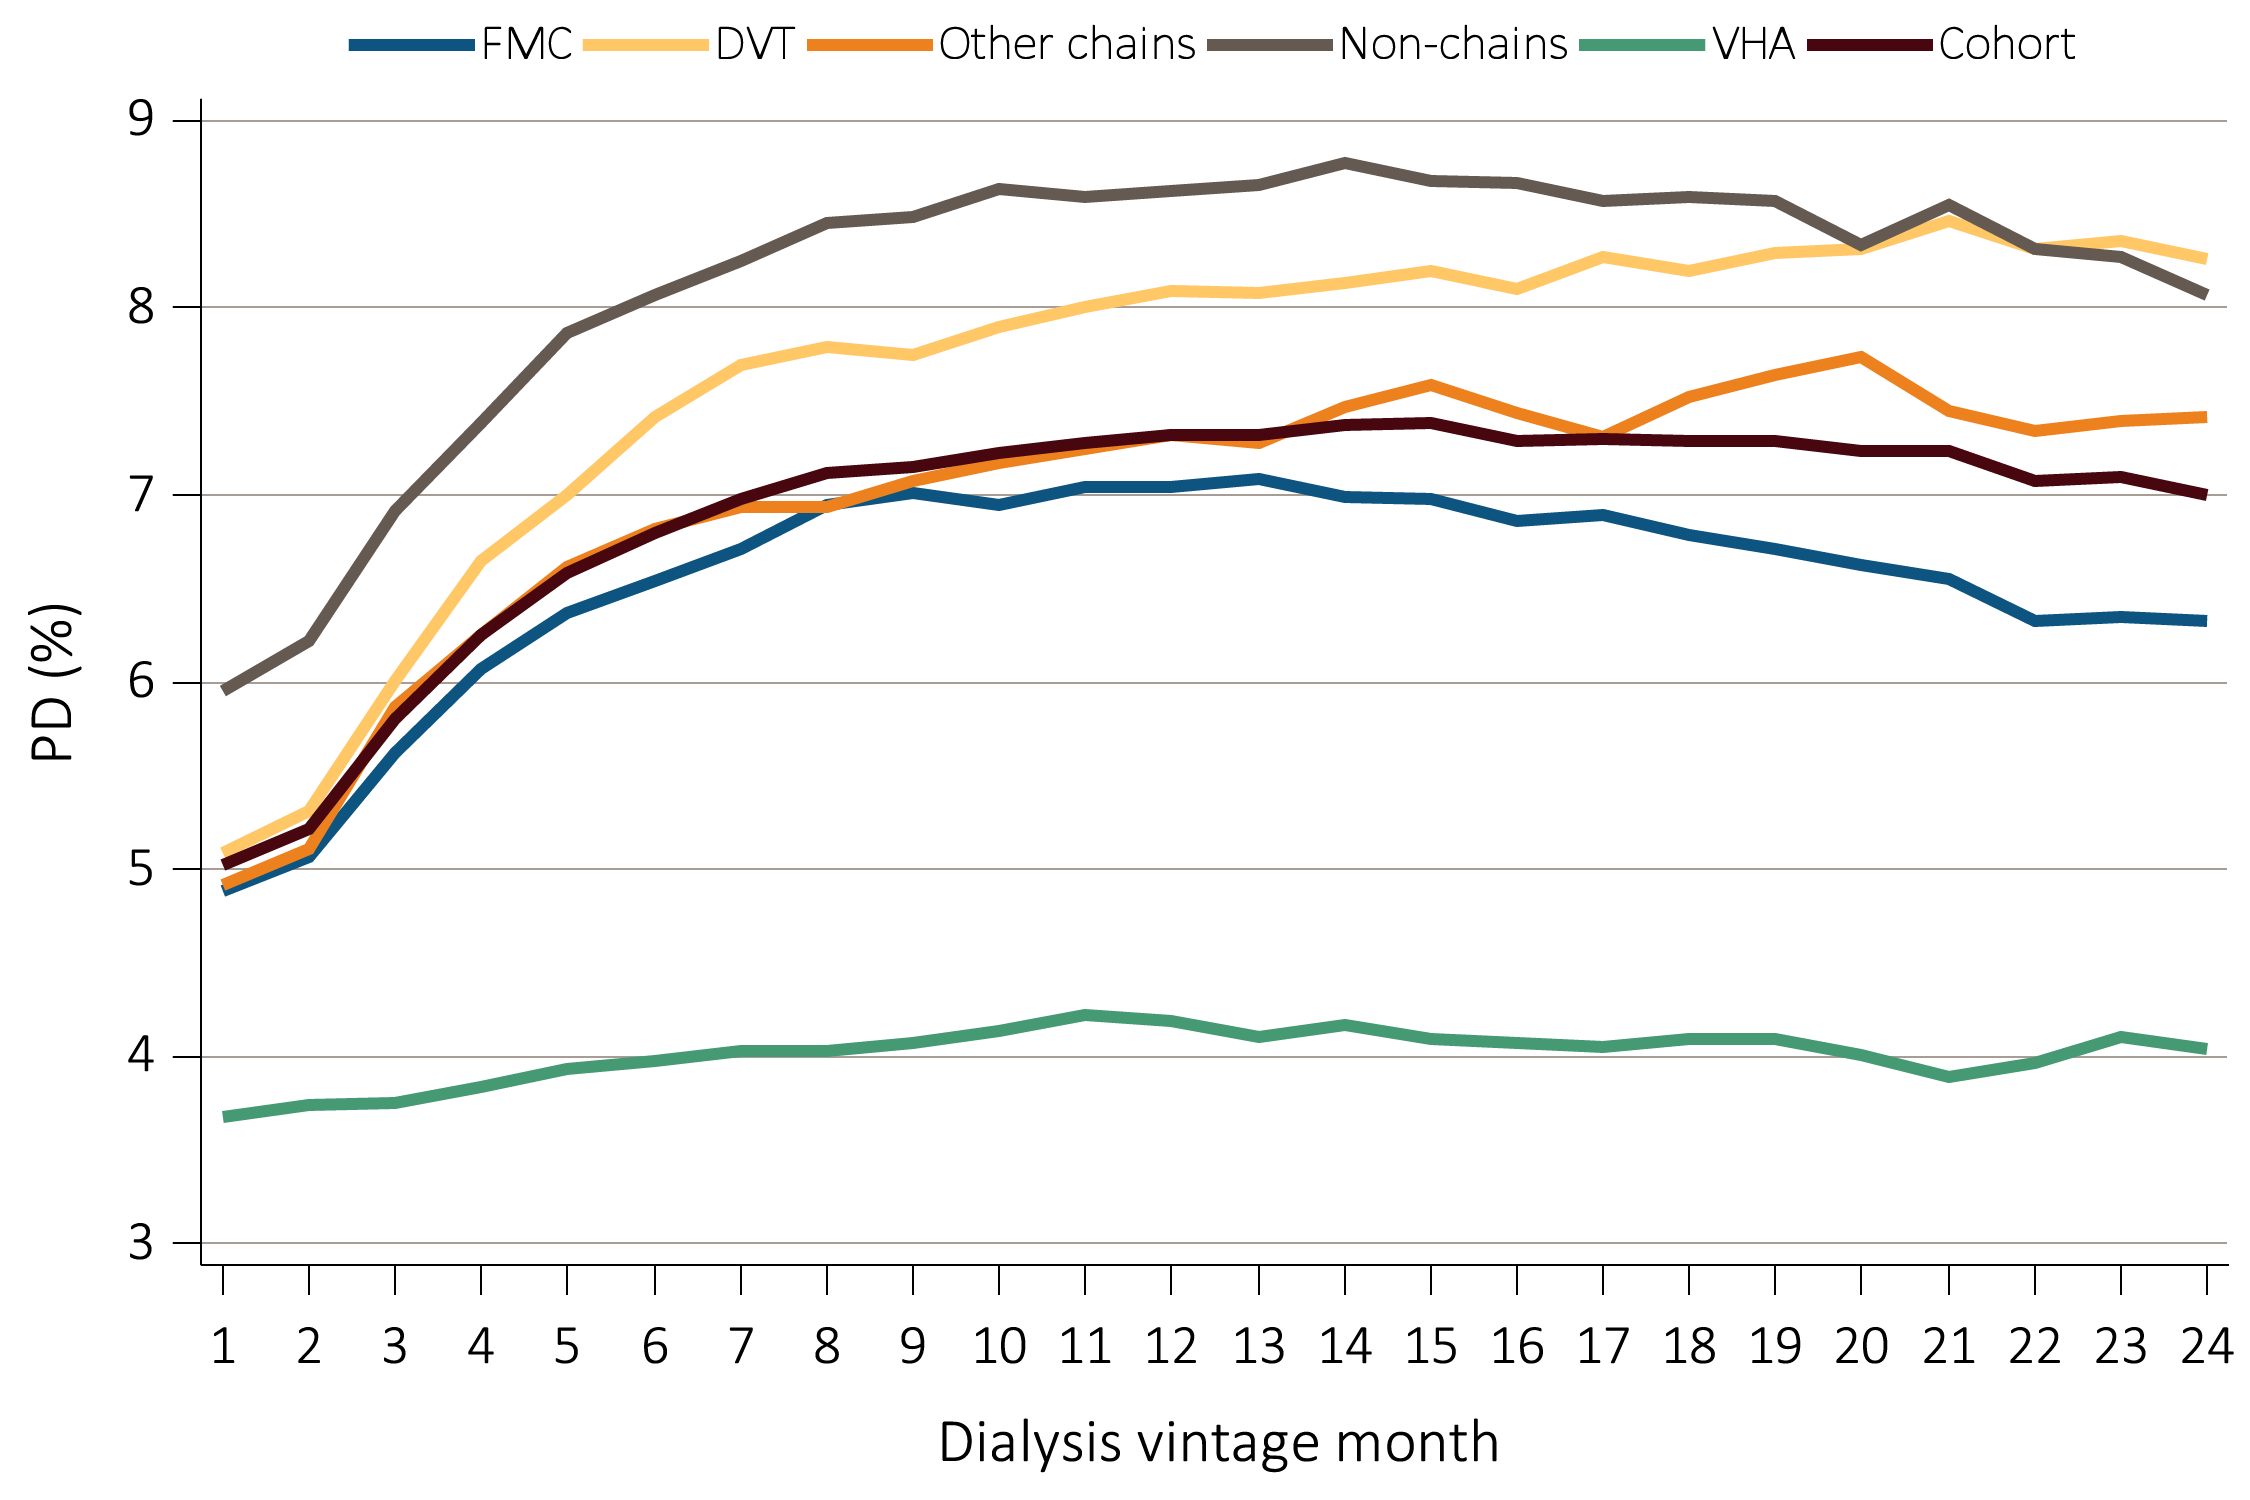 FMC DVT Other chains Non-chains VHA Cohort
9
8
7
6
5
4
3
PD (%)
1 2 3 4 5 6 7 8 9 10 11 12 13 14 15 16 17 18 19 20 21 22 23 24
Dialysis vintage month